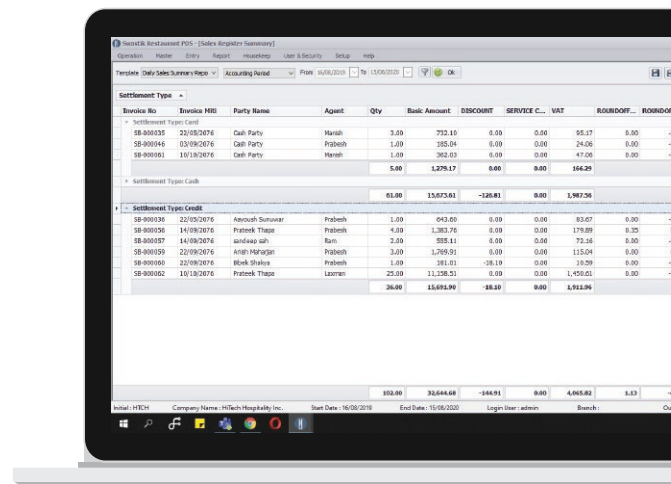 Swostik Restaurant POS - [Sales Register Summary]
Operation Master Entry Report Housekeep User & Security Setup Help
Template Daily Sales Summary Repo Accounting Period From 16/08/2019 To 15/08/2020 Ok
Settlement Type
Invoice No Invoice Miti Party Name Agent Qty Basic Amount DISCOUNT SERVICE C... VAT ROUNDOFF... ROUNDOF
Settlement Type: Card
SB-000035 22/05/2076 Cash Party Manish 3.00 732.10 0.00 0.00 95.17 0.00
SB-000046 03/09/2076 Cash Party Prabesh 1.00 185.04 0.00 0.00 24.06 0.00
SB-000061 10/10/2076 Cash Party Manish 1.00 362.03 0.00 0.00 47.06 0.00
5.00 1,279.17 0.00 0.00 166.29
Settlement Type: Cash
61.00 15,673.61 -126.81 0.00 1,987.56
Settlement Type: Credit
SB-000036 22/05/2076 Aayoush Sunuwar Prabesh 1.00 643.60 0.00 0.00 83.67 0.00
SB-000056 14/09/2076 Prateek Thapa Prabesh 4.00 1,383.76 0.00 0.00 179.89 0.35
SB-000057 14/09/2076 sandeep sah Ram 2.00 555.11 0.00 0.00 72.16 0.00
SB-000059 22/09/2076 Anish Maharjan Prabesh 3.00 1,769.91 0.00 0.00 115.04 0.00
SB-000060 22/09/2076 Bibek Shakya Prabesh 1.00 181.01 -18.10 0.00 10.59 0.00
SB-000062 10/10/2076 Prateek Thapa Laxman 25.00 11,158.51 0.00 0.00 1,450.61 0.00
36.00 15,691.90 -18.10 0.00 1,911.96
102.00 32,644.68 -144.91 0.00 4,065.82 1.13
Initial : HTCH Company Name : HiTech Hospitality Inc. Start Date : 16/08/2019 End Date : 15/08/2020 Login User : admin Branch : Ou